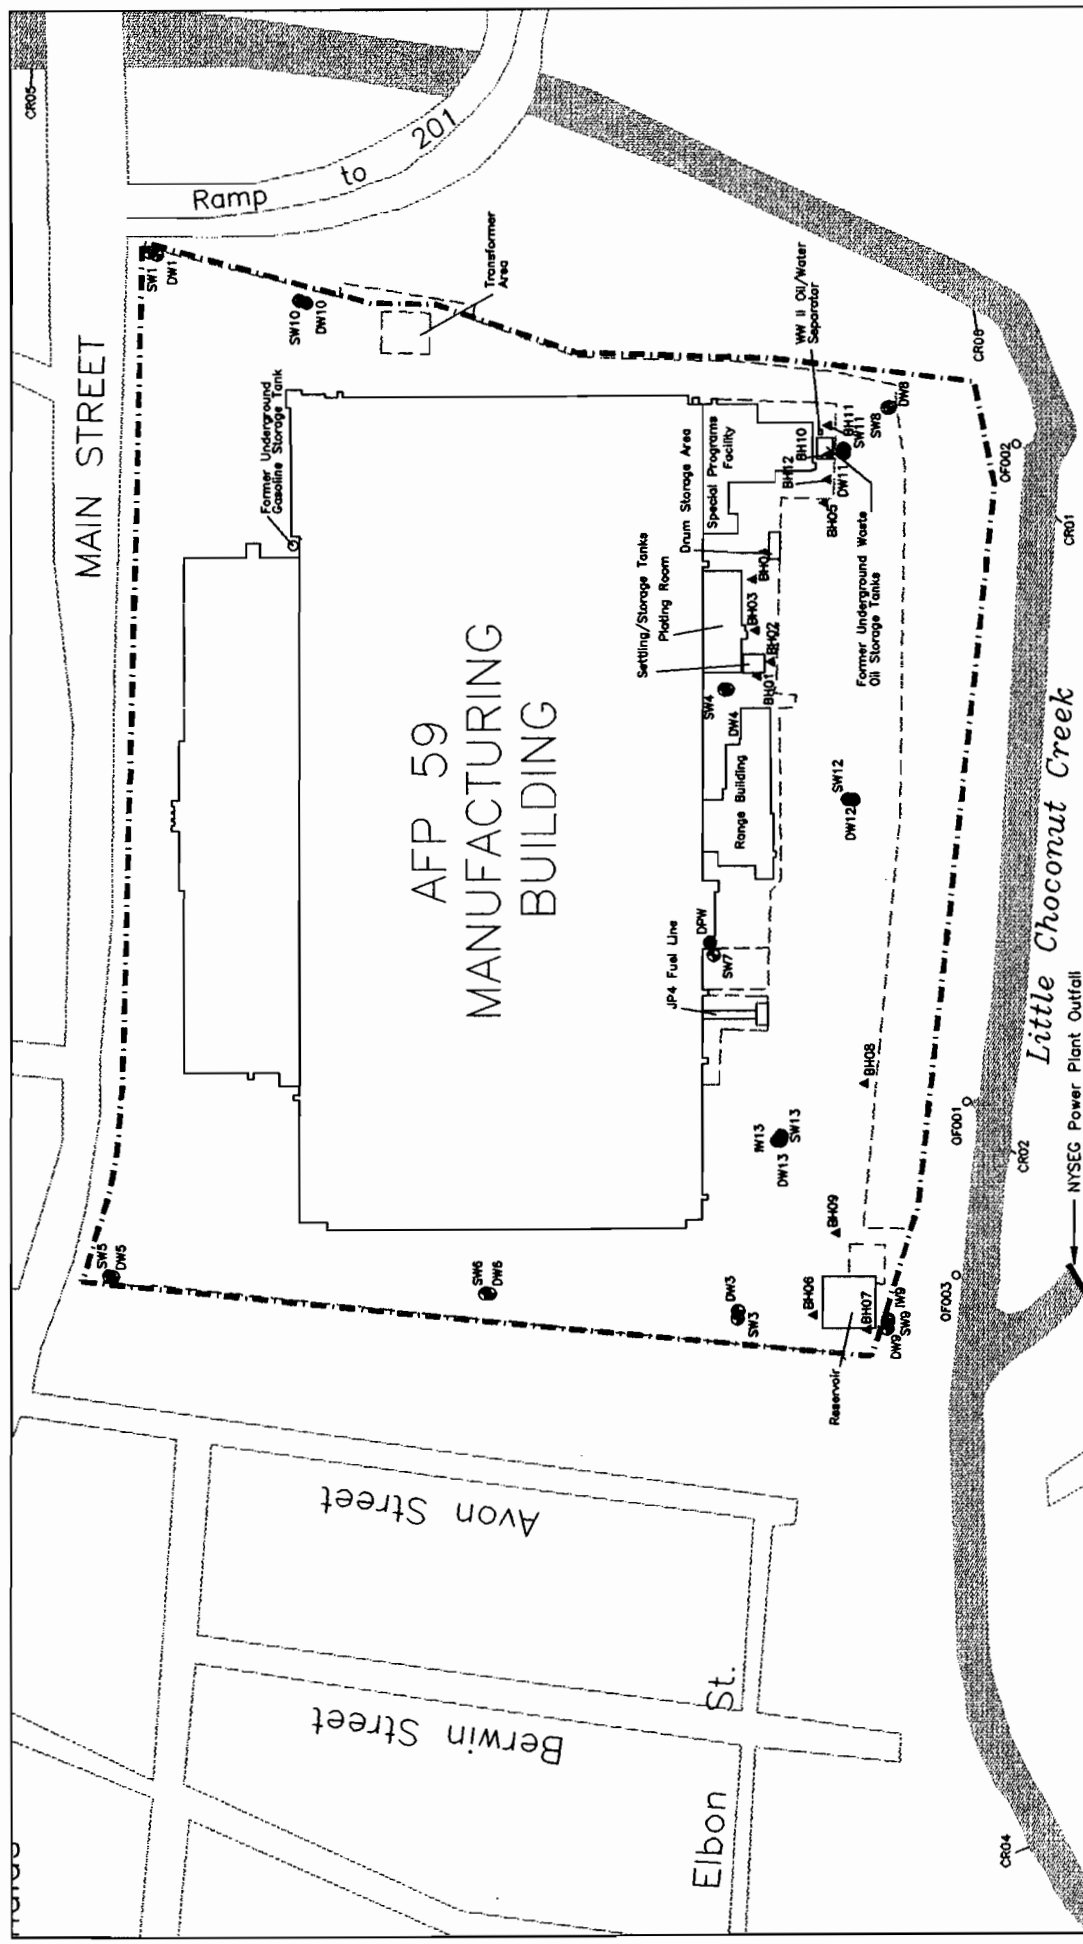 CR05
Ramp
to
201
MAIN STREET
SW1
DW1
SW10
DW10
Transformer
Area
Former Underground
Gasoline Storage Tank
WW II Oil/Water
Separator
CR06
SW8
DW8
OF002
CR01
AFP 59
MANUFACTURING
BUILDING
Special Programs
Facility
Drum Storage Area
Settling/Storage Tanks
Plating Room
BH10
BH11
SW11
BH12
DW11
BH05
BH03
BH02
BH01
SW4
DW4
Former Underground Waste
Oil Storage Tanks
Range Building
SW12
DW12
DPW
SW7
JP4 Fuel Line
BH08
IW13
DW13
SW13
BH09
Little Choconut Creek
NYSEG Power Plant Outfall
OF001
CR02
OF003
SW5
DW5
SW6
DW6
DW3
SW3
BH06
BH07
Reservoir
DW9
SW9
IW9
Avon Street
Berwin Street
Elbon St.
CR04